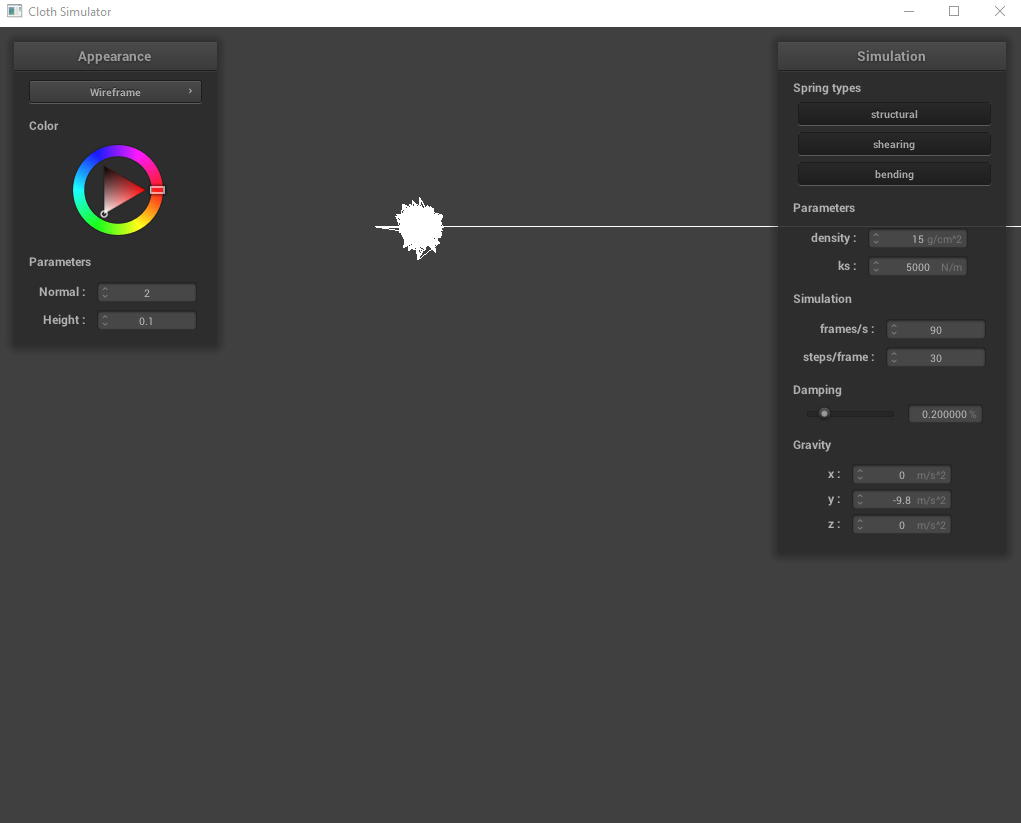 Cloth Simulator
Appearance
Wireframe
Color
Parameters
Normal : 2
Height : 0.1
Simulation
Spring types
structural
shearing
bending
Parameters
density : 15 g/cm^2
ks : 5000 N/m
Simulation
frames/s : 90
steps/frame : 30
Damping
0.200000 %
Gravity
x : 0 m/s^2
y : -9.8 m/s^2
z : 0 m/s^2